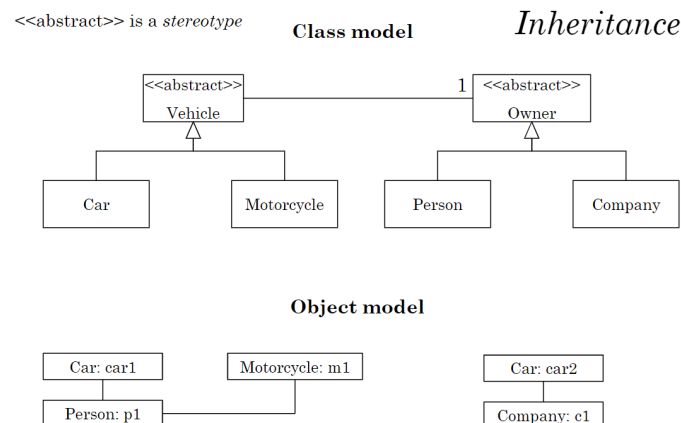 <<abstract>> is a stereotype
Class model
Inheritance
<<abstract>>
Vehicle
1
<<abstract>>
Owner
Car
Motorcycle
Person
Company
Object model
Car: car1
Motorcycle: m1
Car: car2
Person: p1
Company: c1